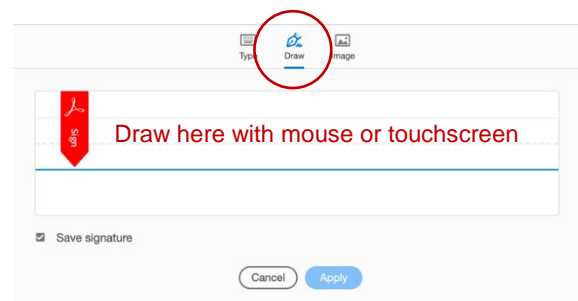 Type Draw Image
Sign
Draw here with mouse or touchscreen
Save signature
Cancel Apply